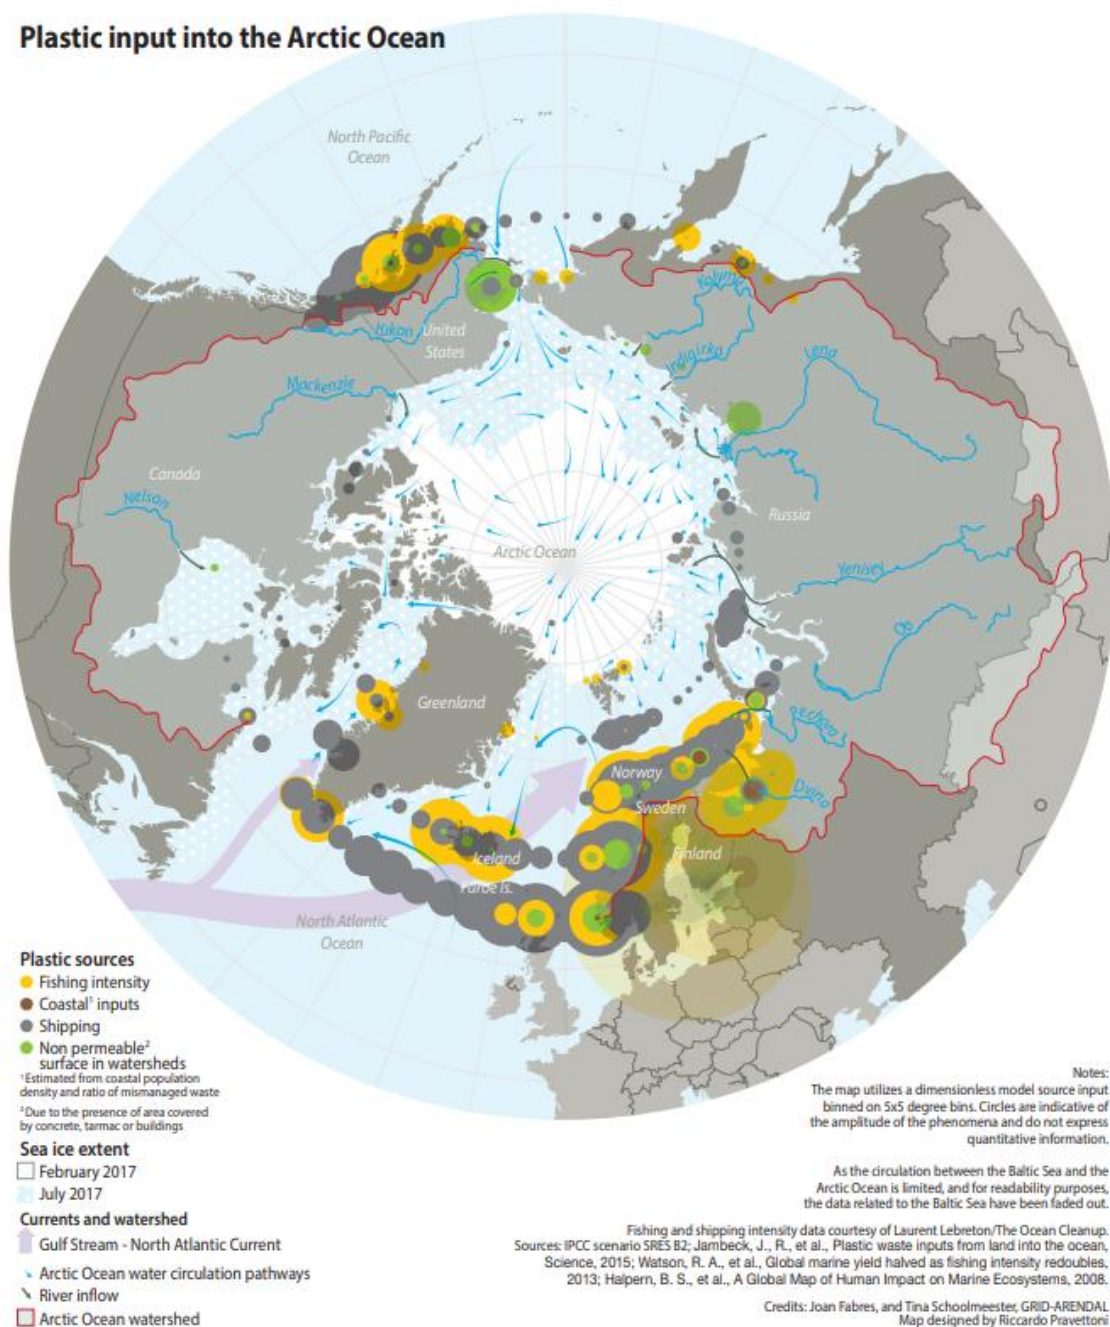 Plastic input into the Arctic Ocean
North Pacific
Ocean
Yukon
United
States
Kolyma
Indigirka
Lena
Mackenzie
Canada
Nelson
Russia
Arctic Ocean
Yenisey
Ob
Greenland
Pechora
Norway
Sweden
Dvina
Iceland
Finland
Faroe Is.
North Atlantic
Ocean
Plastic sources
Fishing intensity
Coastal¹ inputs
Shipping
Non permeable²
surface in watersheds
¹Estimated from coastal population
density and ratio of mismanaged waste
²Due to the presence of area covered
by concrete, tarmac or buildings
Sea ice extent
February 2017
July 2017
Currents and watershed
Gulf Stream - North Atlantic Current
Arctic Ocean water circulation pathways
River inflow
Arctic Ocean watershed
Notes:
The map utilizes a dimensionless model source input
binned on 5x5 degree bins. Circles are indicative of
the amplitude of the phenomena and do not express
quantitative information.
As the circulation between the Baltic Sea and the
Arctic Ocean is limited, and for readability purposes,
the data related to the Baltic Sea have been faded out.
Fishing and shipping intensity data courtesy of Laurent Lebreton/The Ocean Cleanup.
Sources: IPCC scenario SRES B2; Jambeck, J., R., et al., Plastic waste inputs from land into the ocean,
Science, 2015; Watson, R. A., et al., Global marine yield halved as fishing intensity redoubles,
2013; Halpern, B. S., et al., A Global Map of Human Impact on Marine Ecosystems, 2008.
Credits: Joan Fabres, and Tina Schoolmeester, GRID-ARENDAL
Map designed by Riccardo Pravettoni